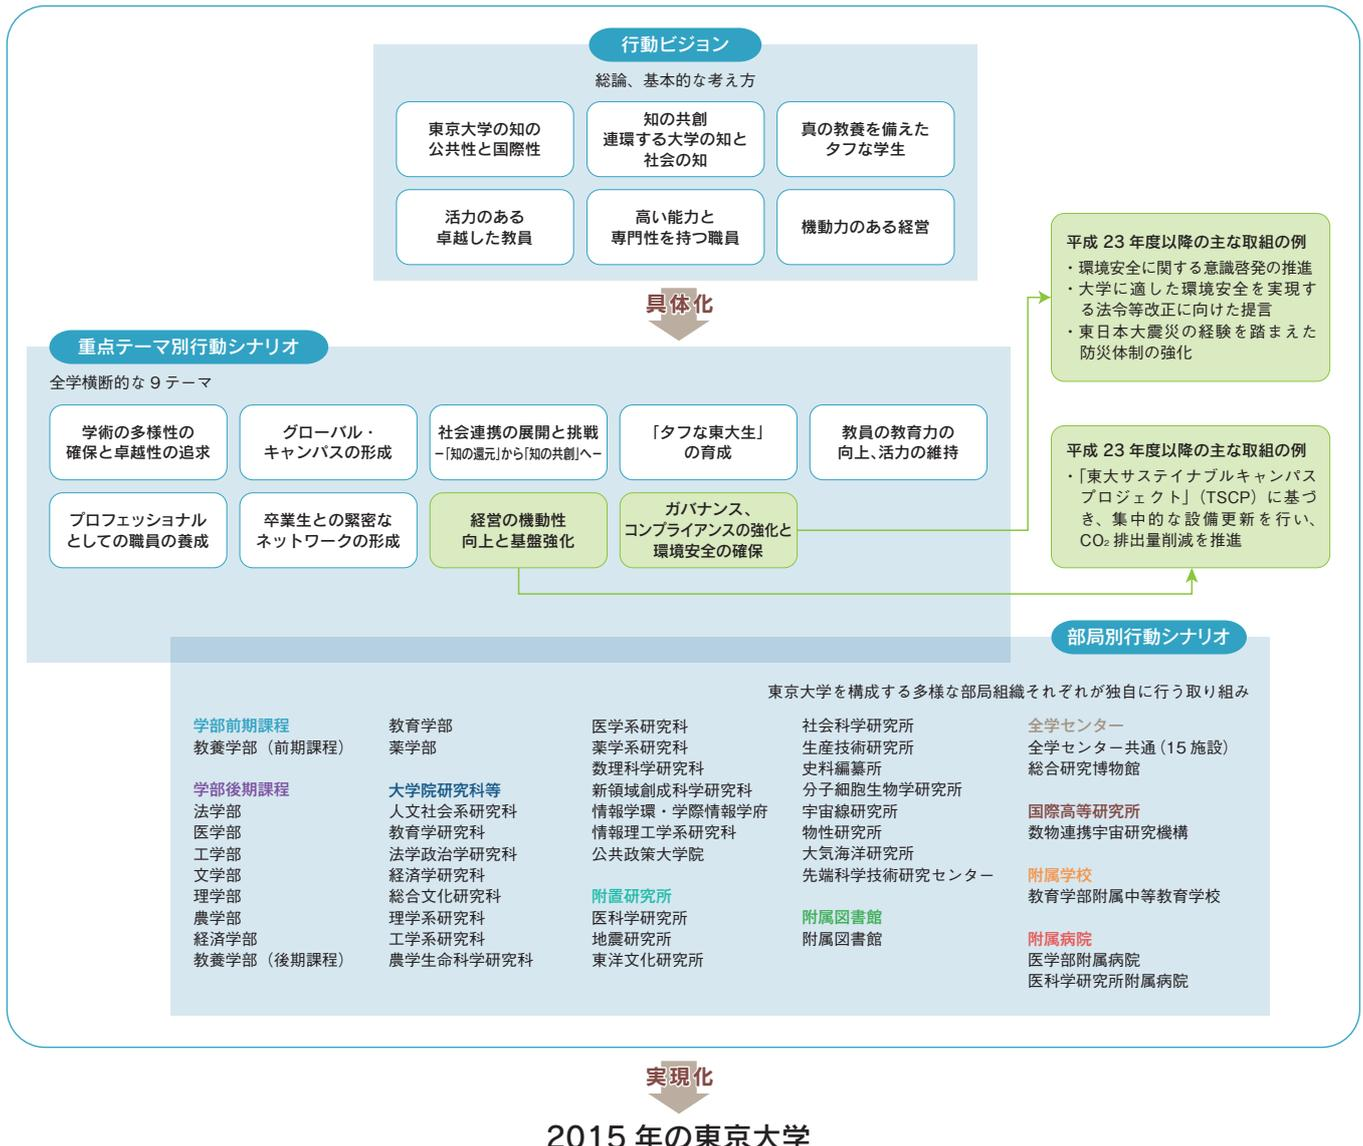 行動ビジョン
総論、基本的な考え方
東京大学の知の
公共性と国際性
知の共創
連環する大学の知と
社会の知
真の教養を備えた
タフな学生
活力のある
卓越した教員
高い能力と
専門性を持つ職員
機動力のある経営
具体化
重点テーマ別行動シナリオ
全学横断的な9テーマ
学術の多様性の
確保と卓越性の追求
グローバル・
キャンパスの形成
社会連携の展開と挑戦
−「知の還元」から「知の共創」へ−
「タフな東大生」
の育成
教員の教育力の
向上、活力の維持
プロフェッショナル
としての職員の養成
卒業生との緊密な
ネットワークの形成
経営の機動性
向上と基盤強化
ガバナンス、
コンプライアンスの強化と
環境安全の確保
平成 23 年度以降の主な取組の例
・環境安全に関する意識啓発の推進
・大学に適した環境安全を実現す
る法令等改正に向けた提言
・東日本大震災の経験を踏まえた
防災体制の強化
平成 23 年度以降の主な取組の例
・「東大サステイナブルキャンパス
プロジェクト」（TSCP）に基づ
き、集中的な設備更新を行い、
CO₂ 排出量削減を推進
部局別行動シナリオ
東京大学を構成する多様な部局組織それぞれが独自に行う取り組み
学部前期課程
教養学部（前期課程）
学部後期課程
法学部
医学部
工学部
文学部
理学部
農学部
経済学部
教養学部（後期課程）
教育学部
薬学部
大学院研究科等
人文社会系研究科
教育学研究科
法学政治学研究科
経済学研究科
総合文化研究科
理学系研究科
工学系研究科
農学生命科学研究科
医学系研究科
薬学系研究科
数理科学研究科
新領域創成科学研究科
情報学環・学際情報学府
情報理工学系研究科
公共政策大学院
附置研究所
医科学研究所
地震研究所
東洋文化研究所
社会科学研究所
生産技術研究所
史料編纂所
分子細胞生物学研究所
宇宙線研究所
物性研究所
大気海洋研究所
先端科学技術研究センター
附属図書館
附属図書館
全学センター
全学センター共通（15 施設）
総合研究博物館
国際高等研究所
数物連携宇宙研究機構
附属学校
教育学部附属中等教育学校
附属病院
医学部附属病院
医科学研究所附属病院
実現化
2015 年の東京大学